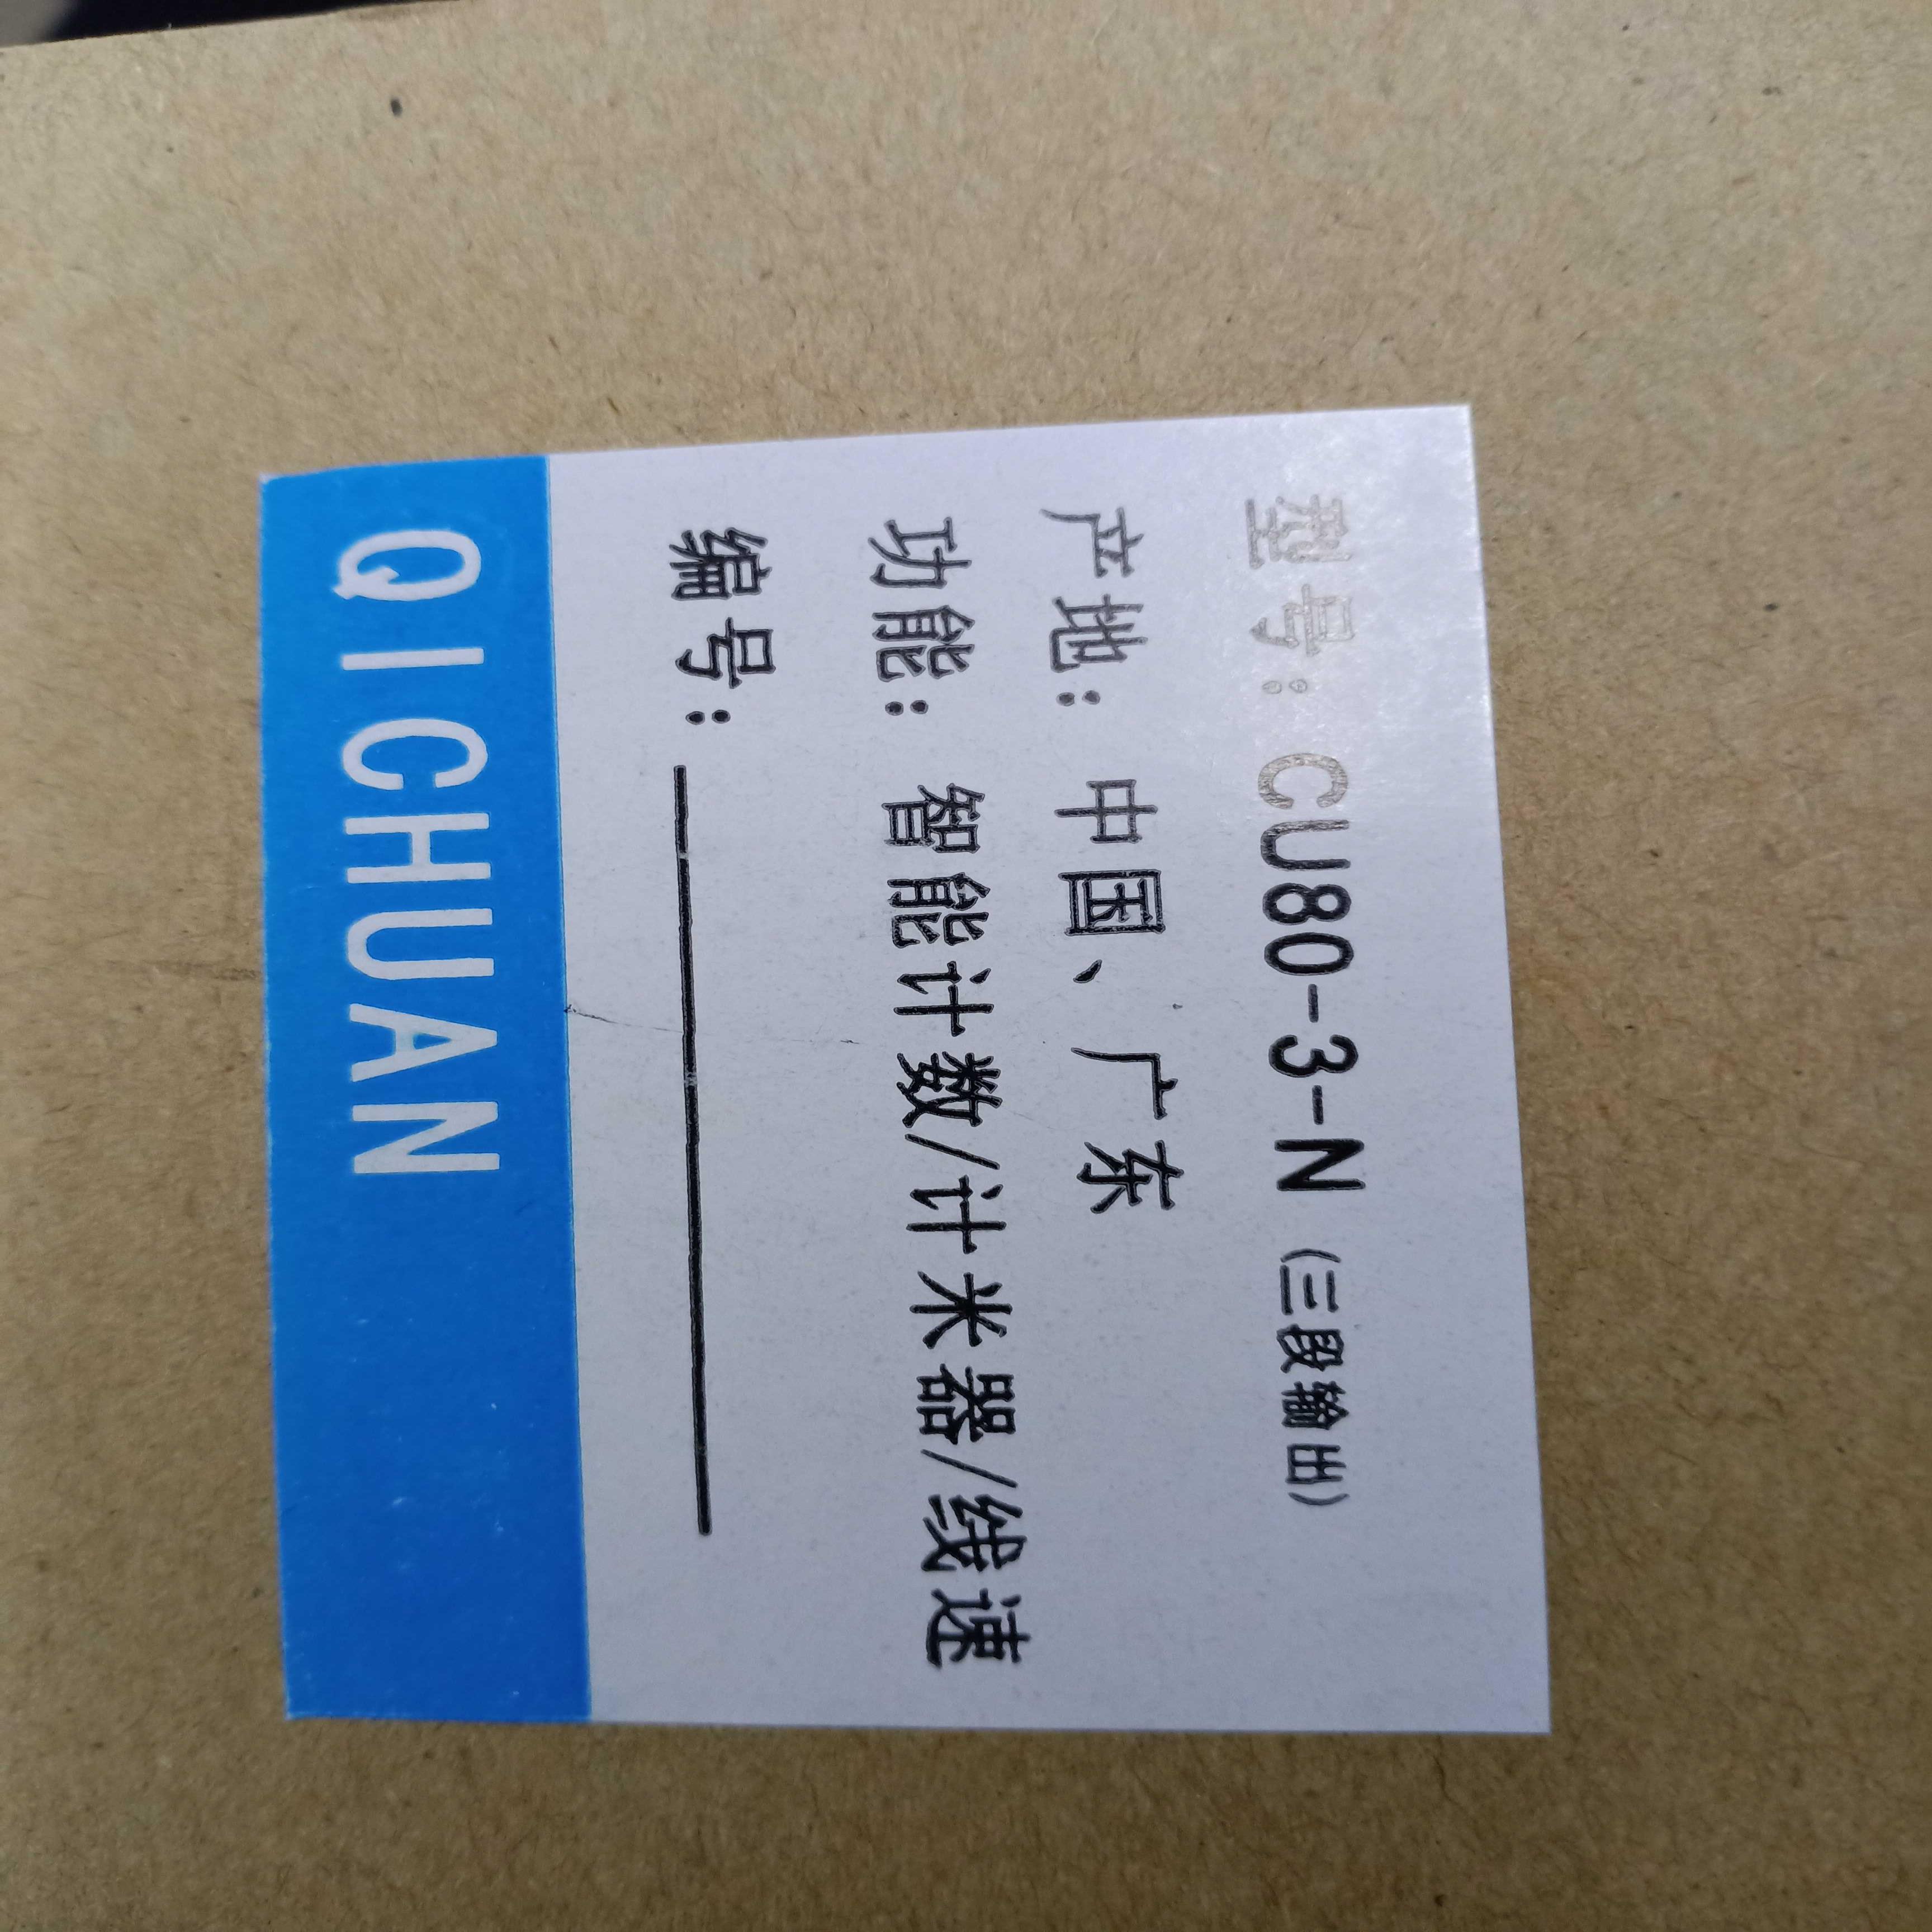 型号: CU80-3-N (三段输出)
产地: 中国、广东
功能: 智能计数/计米器/线速
编号:
QICHUAN